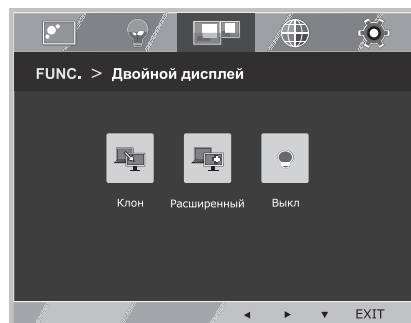 FUNC. > Двойной дисплей
Клон Расширенный Выкл
◄ ► ▼ EXIT